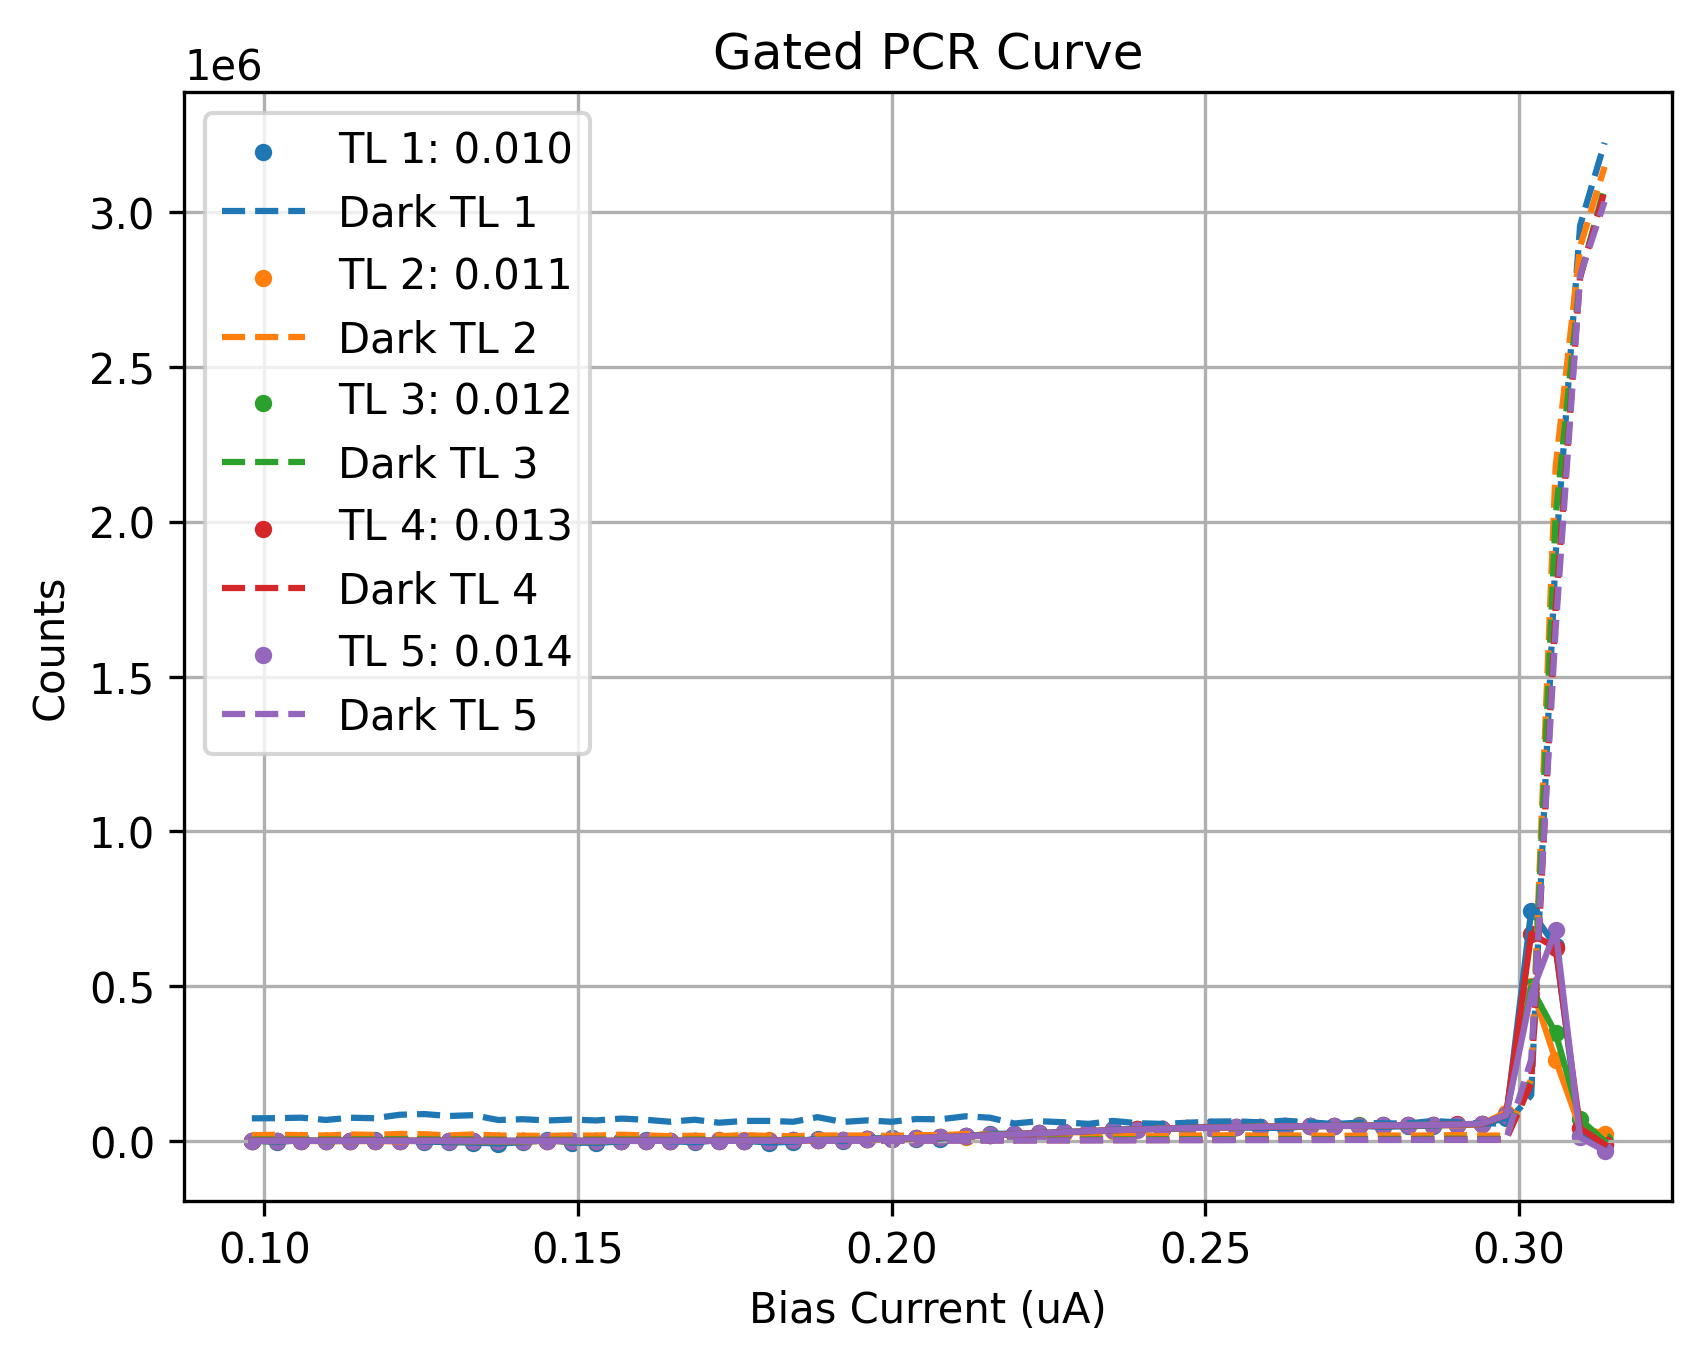 Gated PCR Curve
1e6
TL 1: 0.010
Dark TL 1
TL 2: 0.011
Dark TL 2
TL 3: 0.012
Dark TL 3
TL 4: 0.013
Dark TL 4
TL 5: 0.014
Dark TL 5
3.0
2.5
2.0
1.5
1.0
0.5
0.0
Counts
0.10 0.15 0.20 0.25 0.30
Bias Current (uA)